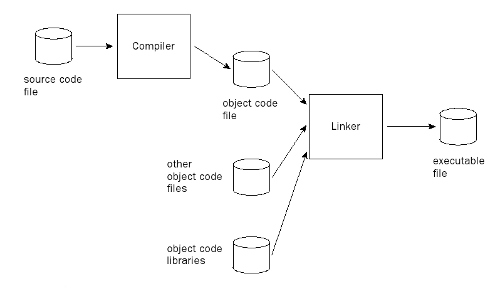 Compiler
source code
file
object code
file
Linker
executable
file
other
object code
files
object code
libraries